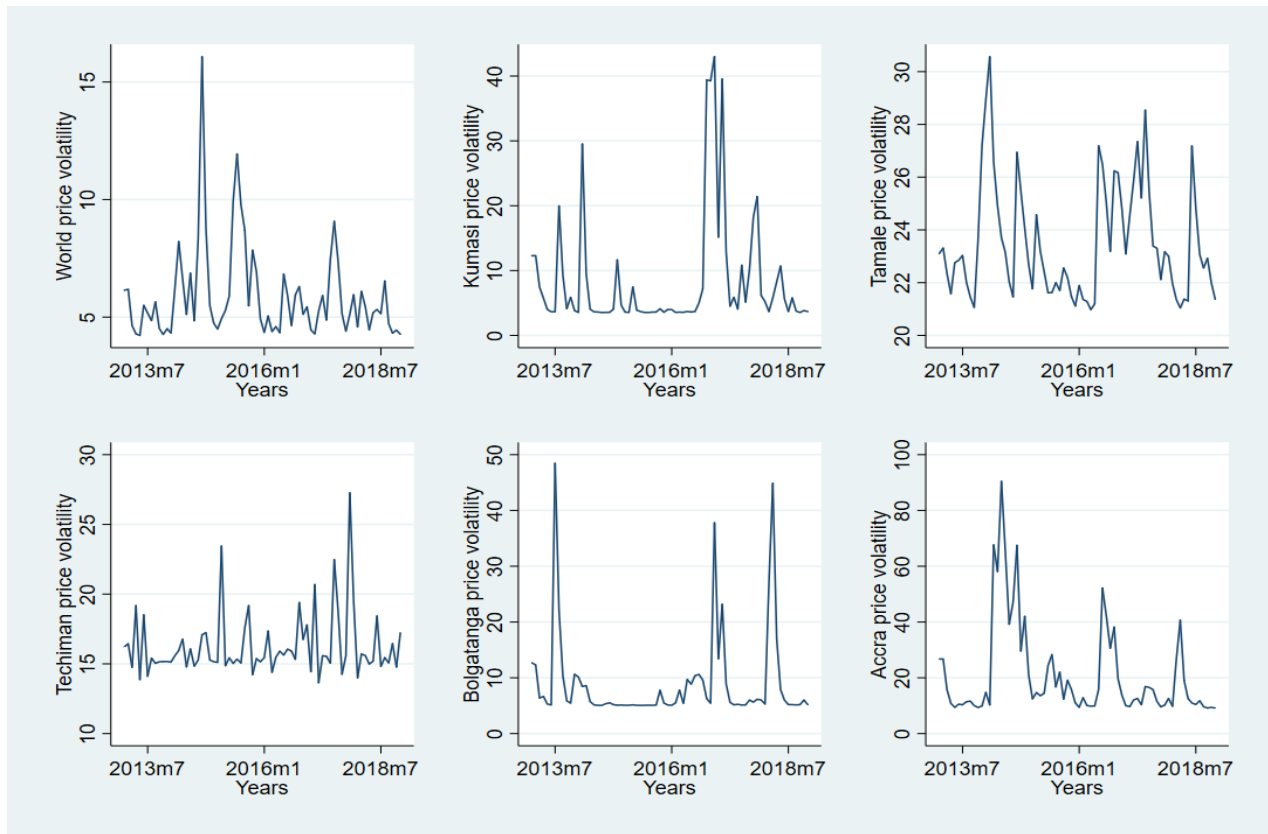 World price volatility
15
10
5
2013m7 2016m1 2018m7
Years
Kumasi price volatility
40
30
20
10
0
2013m7 2016m1 2018m7
Years
Tamale price volatility
30
28
26
24
22
20
2013m7 2016m1 2018m7
Years
Techiman price volatility
30
25
20
15
10
2013m7 2016m1 2018m7
Years
Bolgatanga price volatility
50
40
30
20
10
0
2013m7 2016m1 2018m7
Years
Accra price volatility
100
80
60
40
20
0
2013m7 2016m1 2018m7
Years